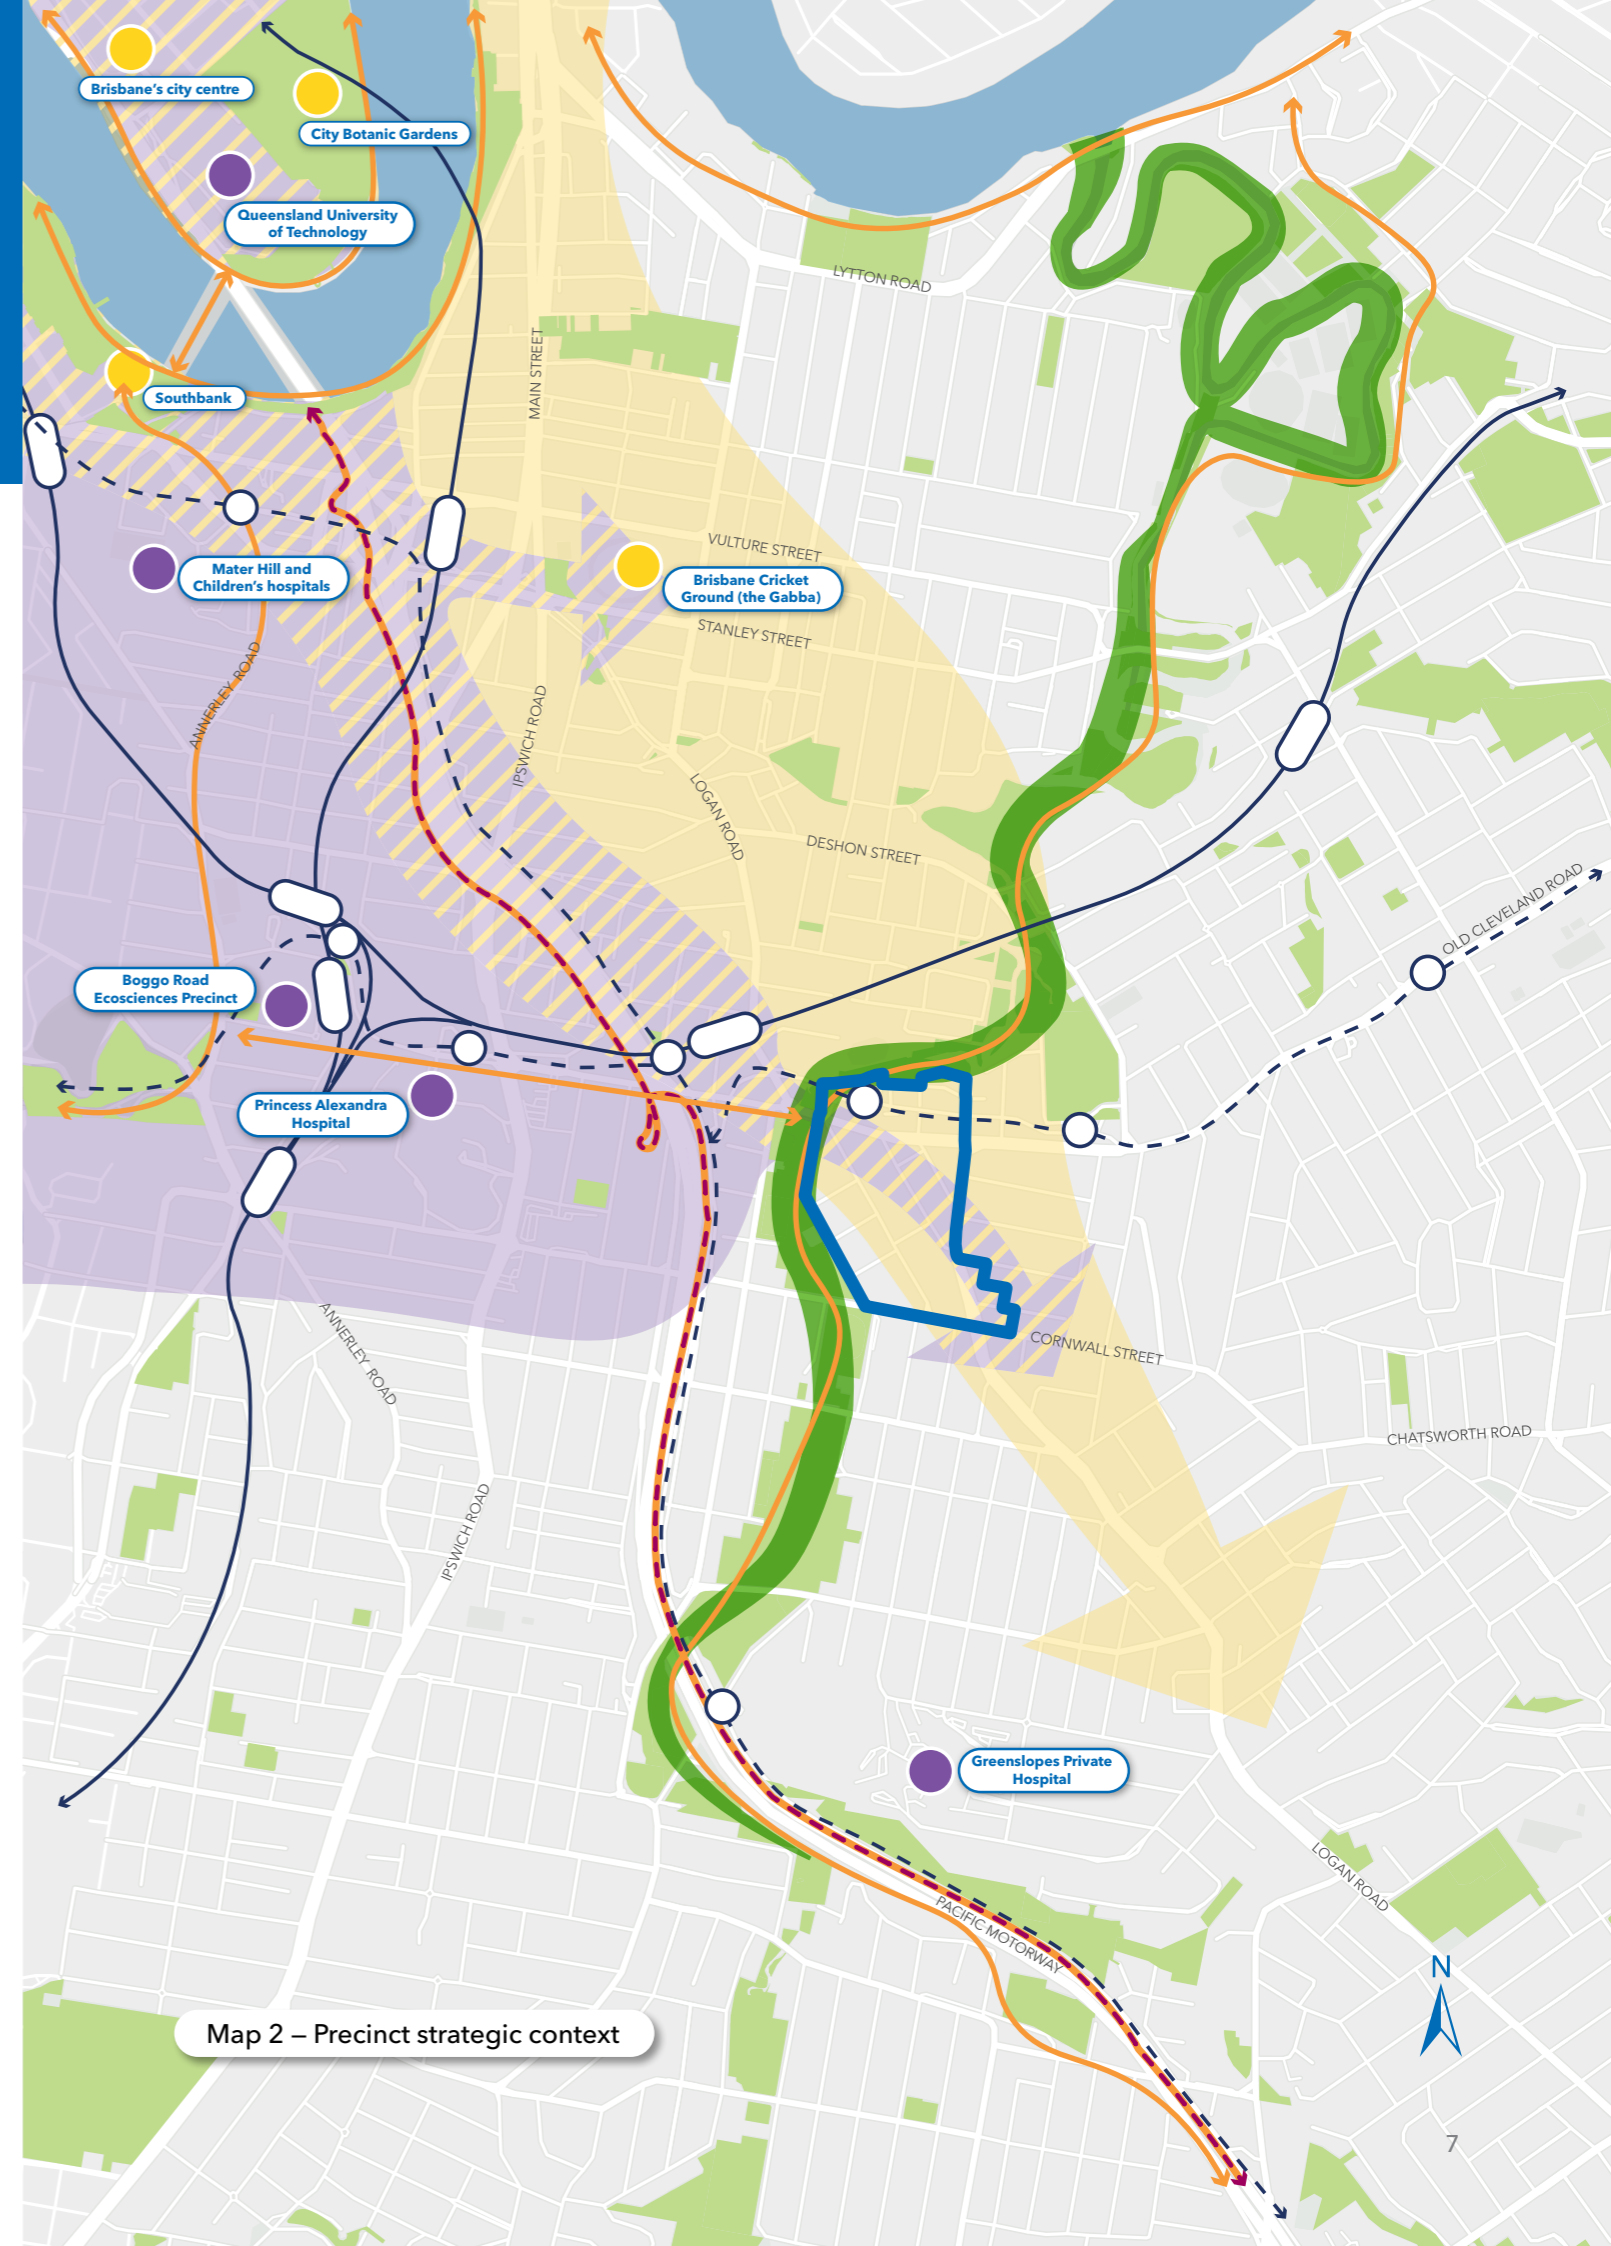 Brisbane's city centre
City Botanic Gardens
Queensland University
of Technology
LYTTON ROAD
MAIN STREET
Southbank
VULTURE STREET
Mater Hill and
Children's hospitals
Brisbane Cricket
Ground (the Gabba)
STANLEY STREET
ANNERLEY ROAD
IPSWICH ROAD
LOGAN ROAD
DESHON STREET
OLD CLEVELAND ROAD
Boggo Road
Ecosciences Precinct
Princess Alexandra
Hospital
ANNERLEY ROAD
CORNWALL STREET
CHATSWORTH ROAD
IPSWICH ROAD
Greenslopes Private
Hospital
LOGAN ROAD
PACIFIC MOTORWAY
N
Map 2 – Precinct strategic context
7